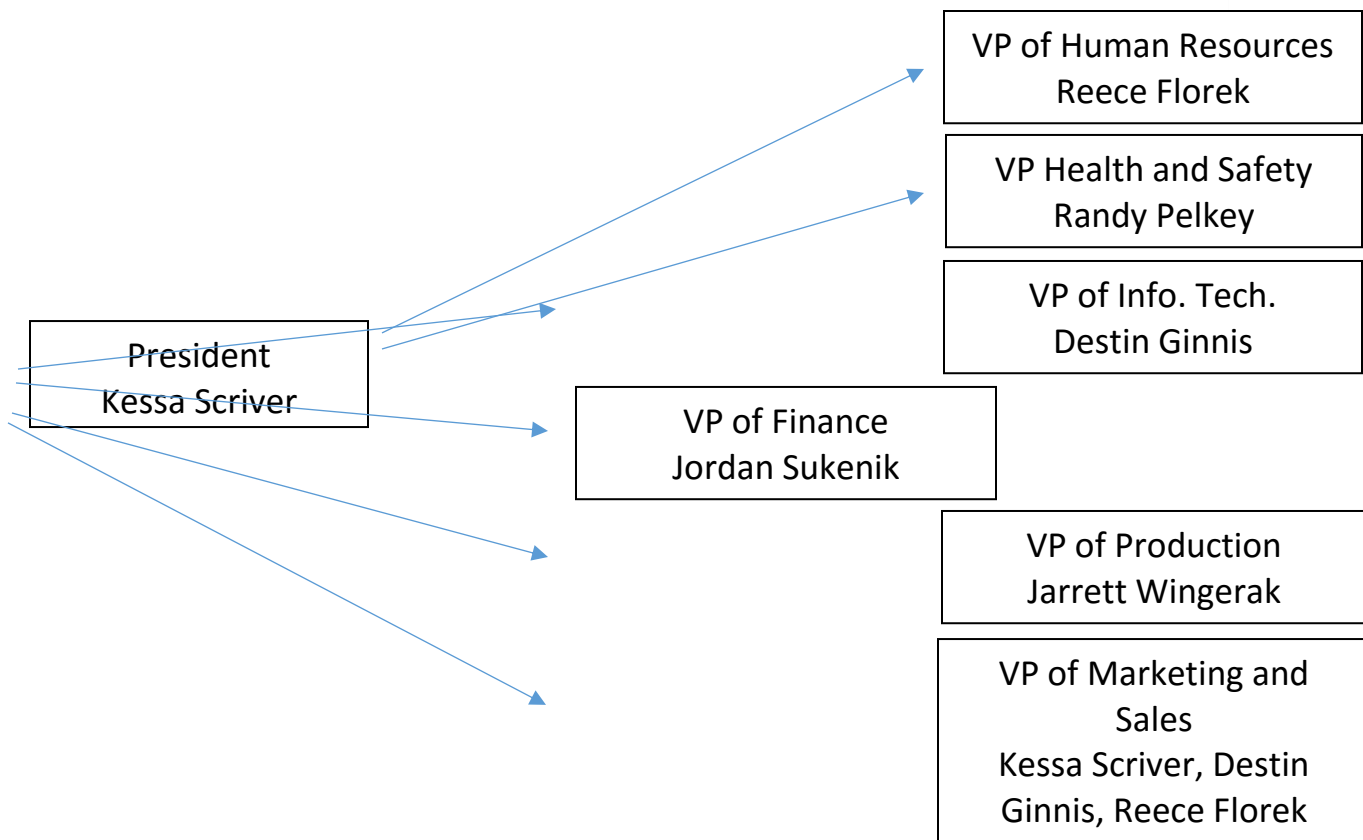 VP of Human Resources
Reece Florek
VP Health and Safety
Randy Pelkey
VP of Info. Tech.
Destin Ginnis
President
Kessa Scriver
VP of Finance
Jordan Sukenik
VP of Production
Jarrett Wingerak
VP of Marketing and
Sales
Kessa Scriver, Destin
Ginnis, Reece Florek